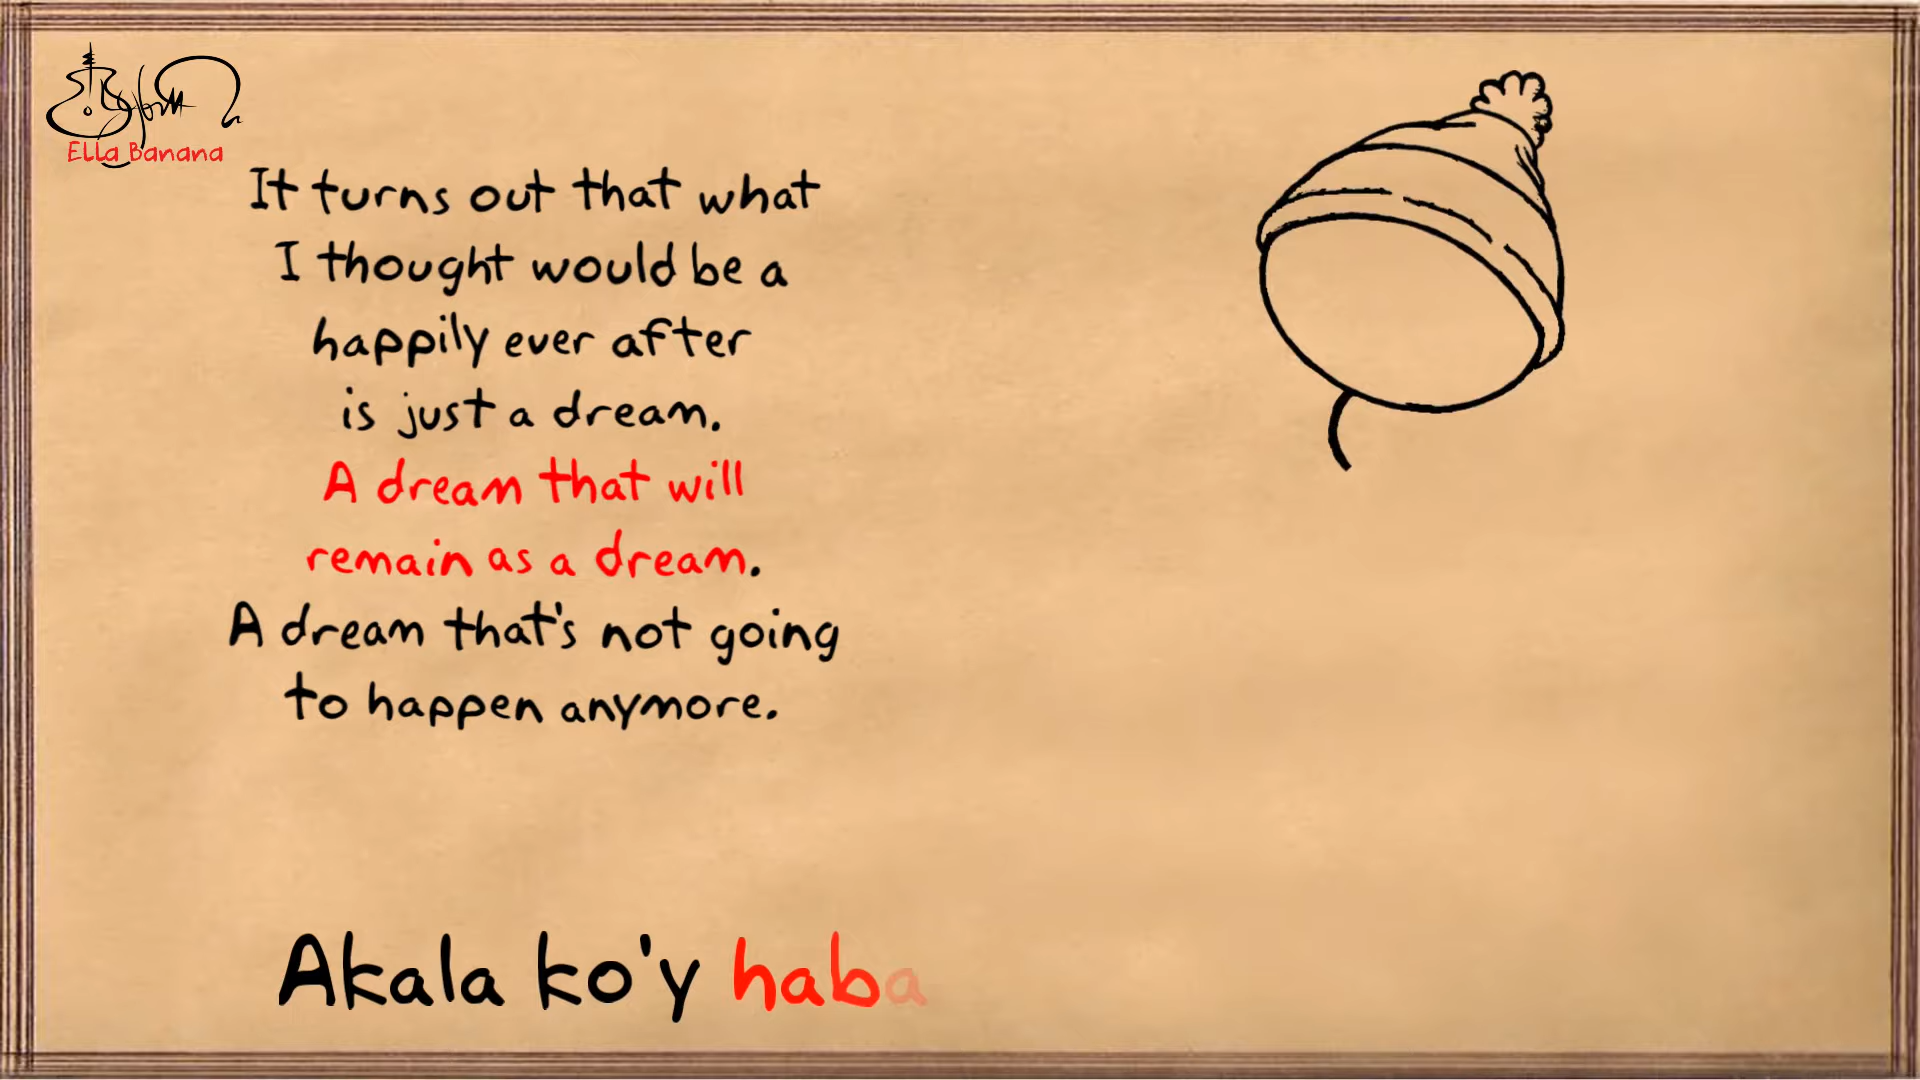 Ella Banana
It turns out that what
I thought would be a
happily ever after
is just a dream.
A dream that will
remain as a dream.
A dream that's not going
to happen anymore.
Akala ko'y haba